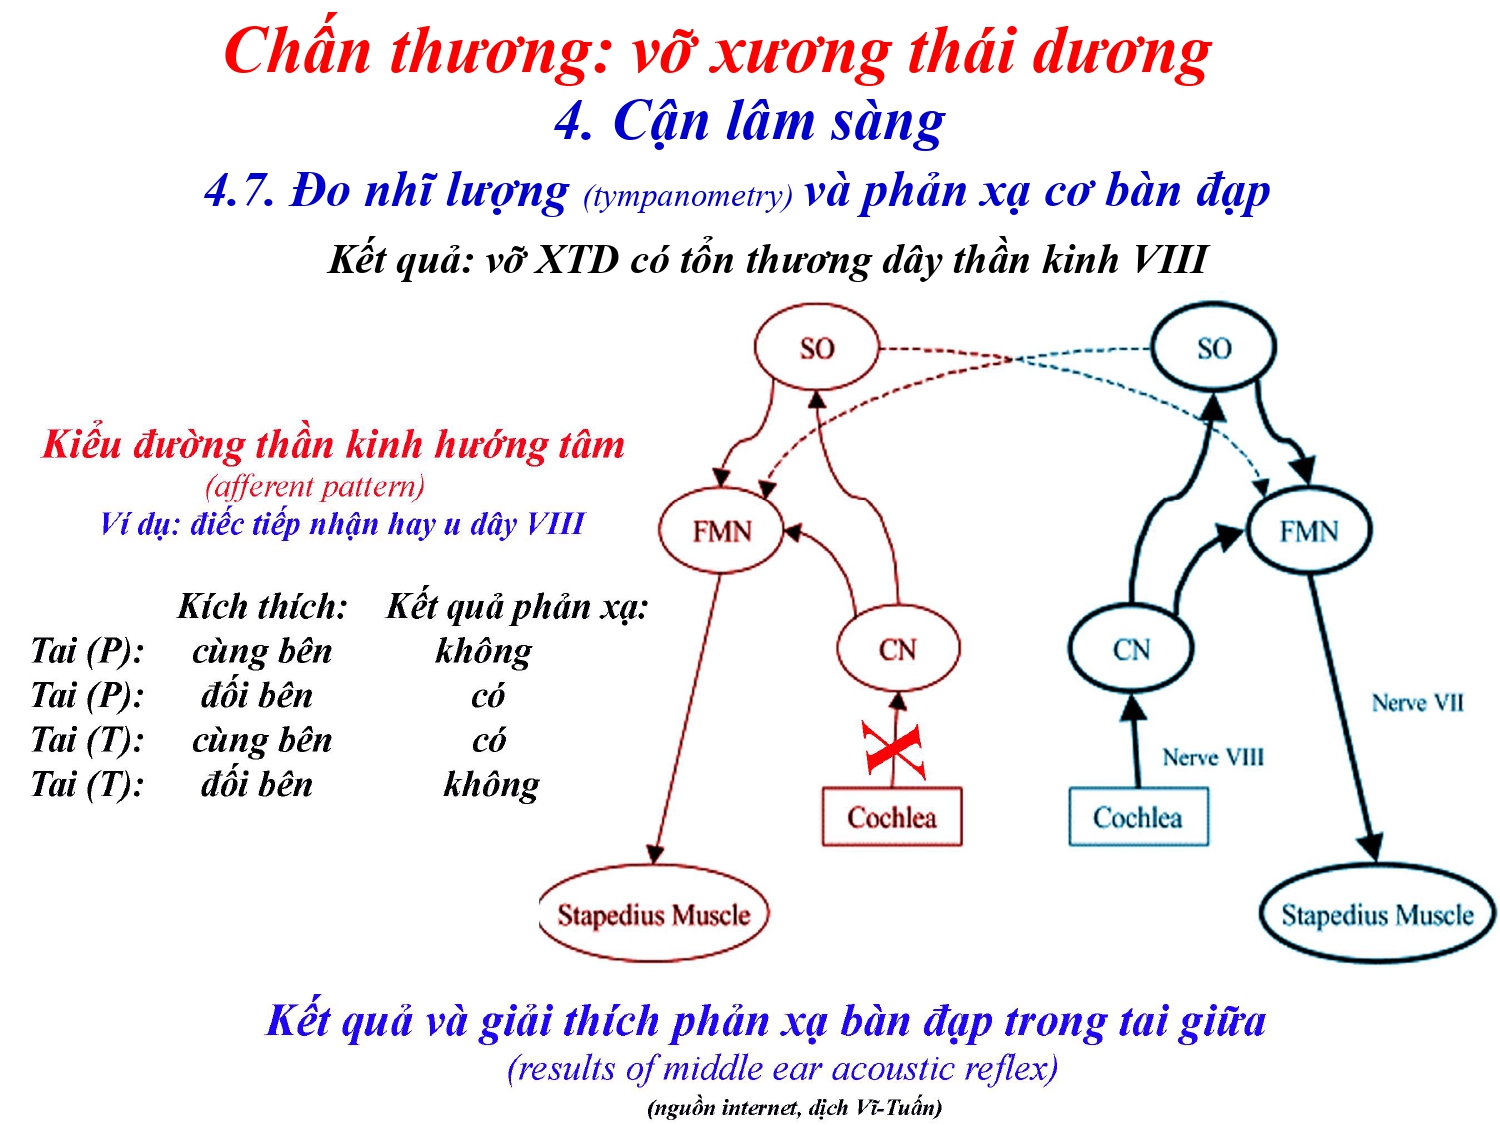 Chấn thương: vỡ xương thái dương
4. Cận lâm sàng
4.7. Đo nhĩ lượng (tympanometry) và phản xạ cơ bàn đạp
Kết quả: vỡ XTD có tổn thương dây thần kinh VIII
SO
SO
Kiểu đường thần kinh hướng tâm
(afferent pattern)
Ví dụ: điếc tiếp nhận hay u dây VIII
FMN
FMN
Kích thích: Kết quả phản xạ:
Tai (P): cùng bên không
Tai (P): đối bên có
Tai (T): cùng bên có
Tai (T): đối bên không
CN
CN
Nerve VII
X
Nerve VIII
Cochlea
Cochlea
Stapedius Muscle
Stapedius Muscle
Kết quả và giải thích phản xạ bàn đạp trong tai giữa
(results of middle ear acoustic reflex)
(nguồn internet, dịch Vĩ-Tuấn)